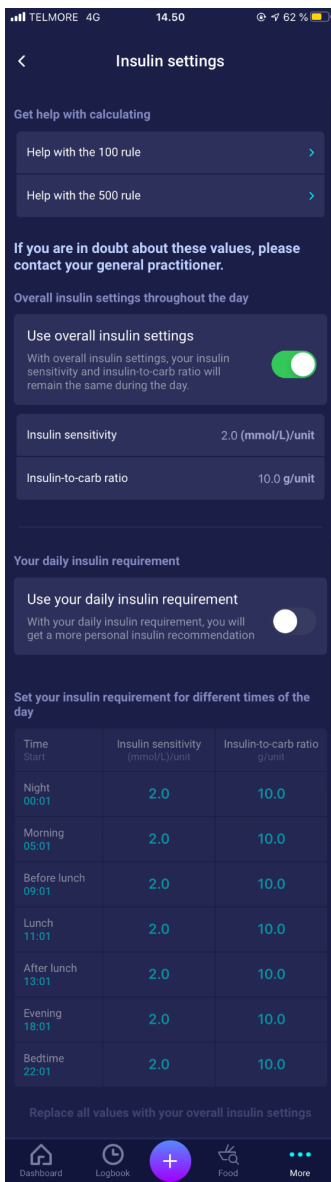 TELMORE 4G 14.50 62 %
Insulin settings
Get help with calculating
Help with the 100 rule
Help with the 500 rule
If you are in doubt about these values, please
contact your general practitioner.
Overall insulin settings throughout the day
Use overall insulin settings
With overall insulin settings, your insulin
sensitivity and insulin-to-carb ratio will
remain the same during the day.
Insulin sensitivity 2.0 (mmol/L)/unit
Insulin-to-carb ratio 10.0 g/unit
Your daily insulin requirement
Use your daily insulin requirement
With your daily insulin requirement, you will
get a more personal insulin recommendation
Set your insulin requirement for different times of the
day
Time Insulin sensitivity Insulin-to-carb ratio
Start (mmol/L)/unit g/unit
Night
00:01 2.0 10.0
Morning
05:01 2.0 10.0
Before lunch
09:01 2.0 10.0
Lunch
11:01 2.0 10.0
After lunch
13:01 2.0 10.0
Evening
18:01 2.0 10.0
Bedtime
22:01 2.0 10.0
Replace all values with your overall insulin settings
Dashboard Logbook Food More